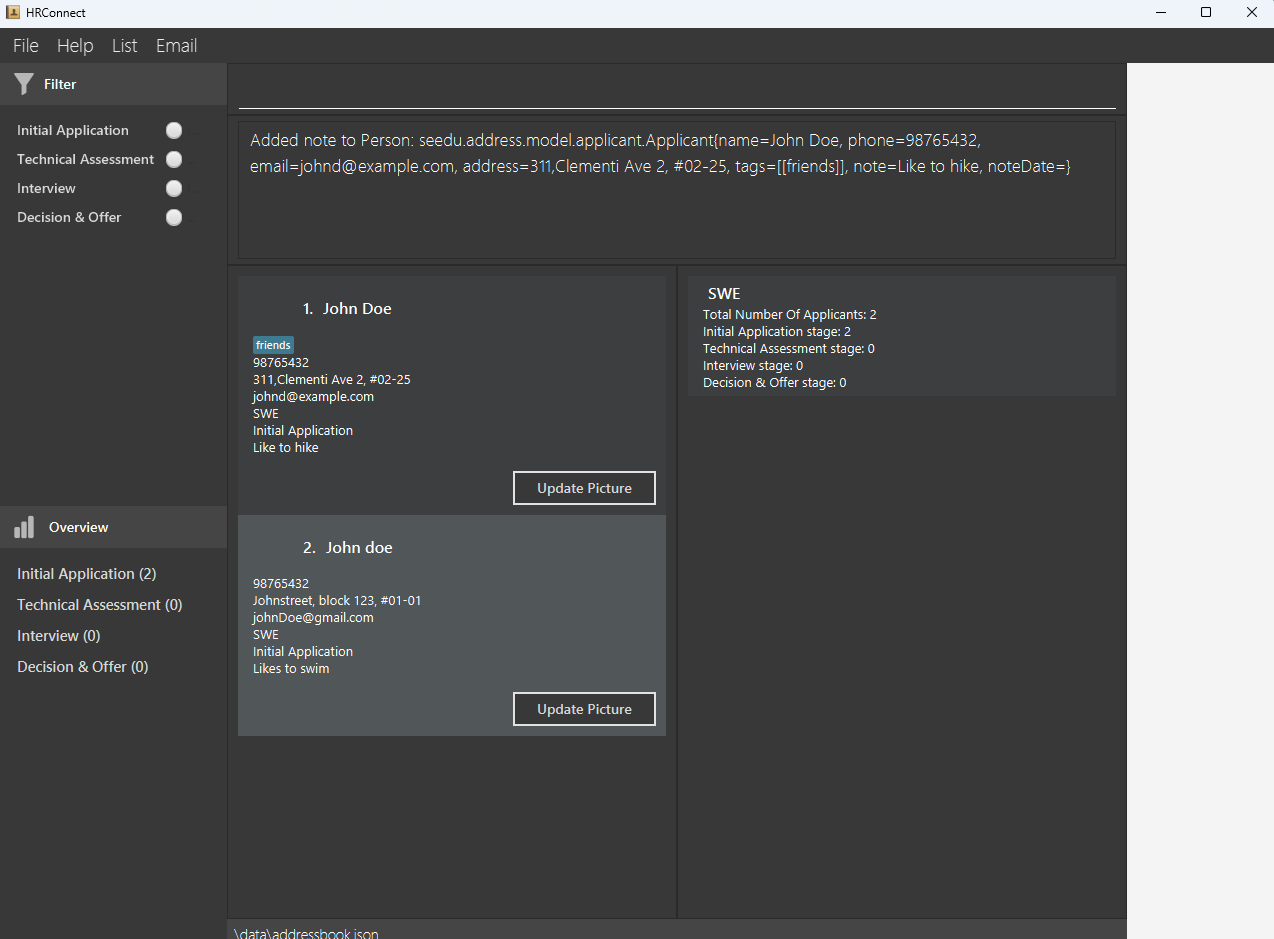 HRConnect
File Help List Email
Filter
Initial Application
Technical Assessment
Interview
Decision & Offer
Added note to Person: seedu.address.model.applicant.Applicant{name=John Doe, phone=98765432,
email=johnd@example.com, address=311,Clementi Ave 2, #02-25, tags=[[friends]], note=Like to hike, noteDate=}
1. John Doe
friends
98765432
311,Clementi Ave 2, #02-25
johnd@example.com
SWE
Initial Application
Like to hike
Update Picture
2. John doe
98765432
Johnstreet, block 123, #01-01
johnDoe@gmail.com
SWE
Initial Application
Likes to swim
Update Picture
SWE
Total Number Of Applicants: 2
Initial Application stage: 2
Technical Assessment stage: 0
Interview stage: 0
Decision & Offer stage: 0
Overview
Initial Application (2)
Technical Assessment (0)
Interview (0)
Decision & Offer (0)
\data\addressbook.json